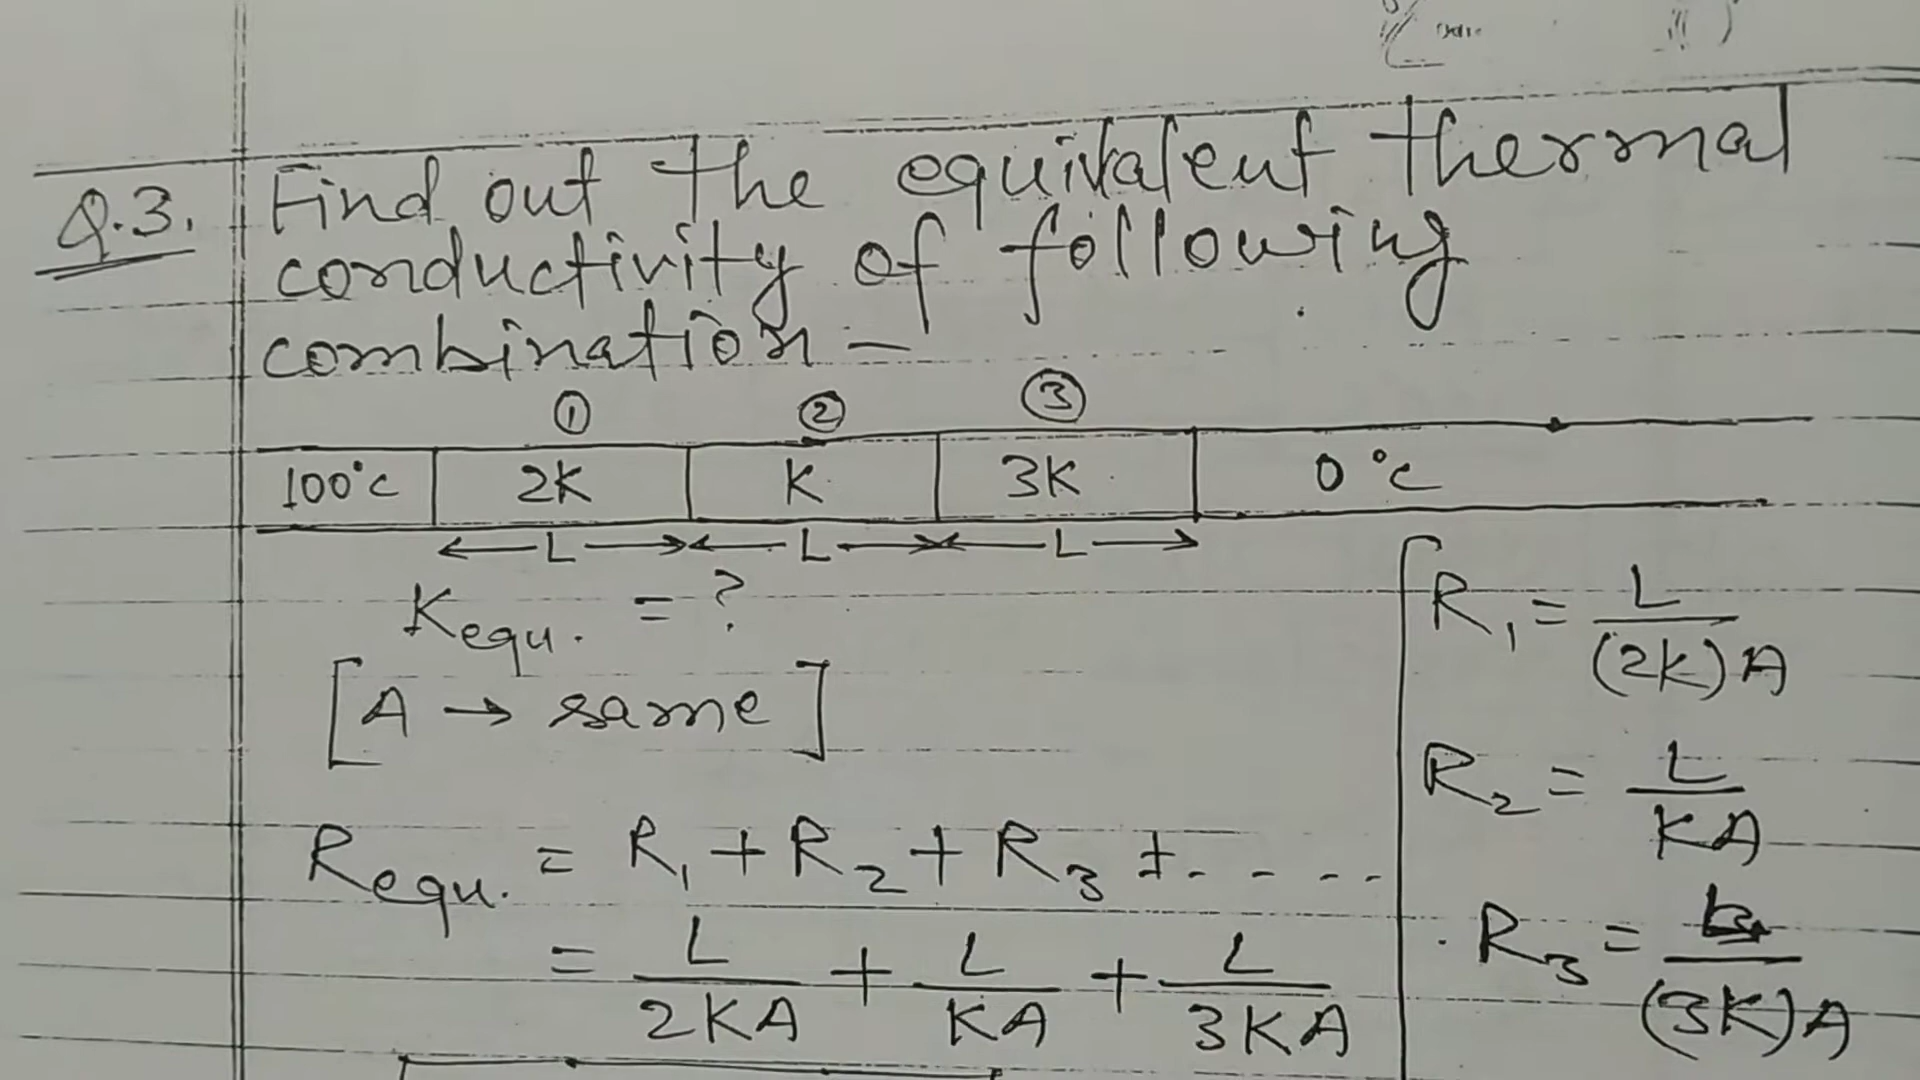 Q.3. Find out the equivalent thermal
conductivity of following
combination -
① ② ③
100°c 2K K 3K 0°c
L L L
Kequ. = ?
[A → same]
Requ. = R₁ + R₂ + R₃ + - - - -
= L/2KA + L/KA + L/3KA
R₁ = L/(2K)A
R₂ = L/KA
R₃ = L/(3K)A